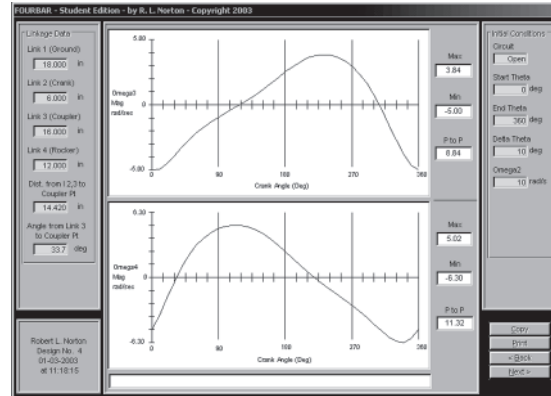 FOURBAR - Student Edition - by R. L. Norton - Copyright 2003
Linkage Data
Link 1 (Ground)
18.000 in
Link 2 (Crank)
6.000 in
Link 3 (Coupler)
16.000 in
Link 4 (Rocker)
12.000 in
Dist. from I 2,3 to
Coupler Pt
14.420 in
Angle from Link 3
to Coupler Pt
33.7 deg
Robert L. Norton
Design No. 4
01-03-2003
at 11:18:15
5.00
Omega3
Mag
rad/sec
0
-5.00
0 90 180 270 360
Crank Angle (Deg)
6.30
Omega4
Mag
rad/sec
0
-6.30
0 90 180 270 360
Crank Angle (Deg)
Max
3.84
Min
-5.00
P to P
8.84
Max
5.02
Min
-6.30
P to P
11.32
Initial Conditions
Circuit
Open
Start Theta
0 deg
End Theta
360 deg
Delta Theta
10 deg
Omega2
10 rad/s
Copy
Print
< Back
Next >